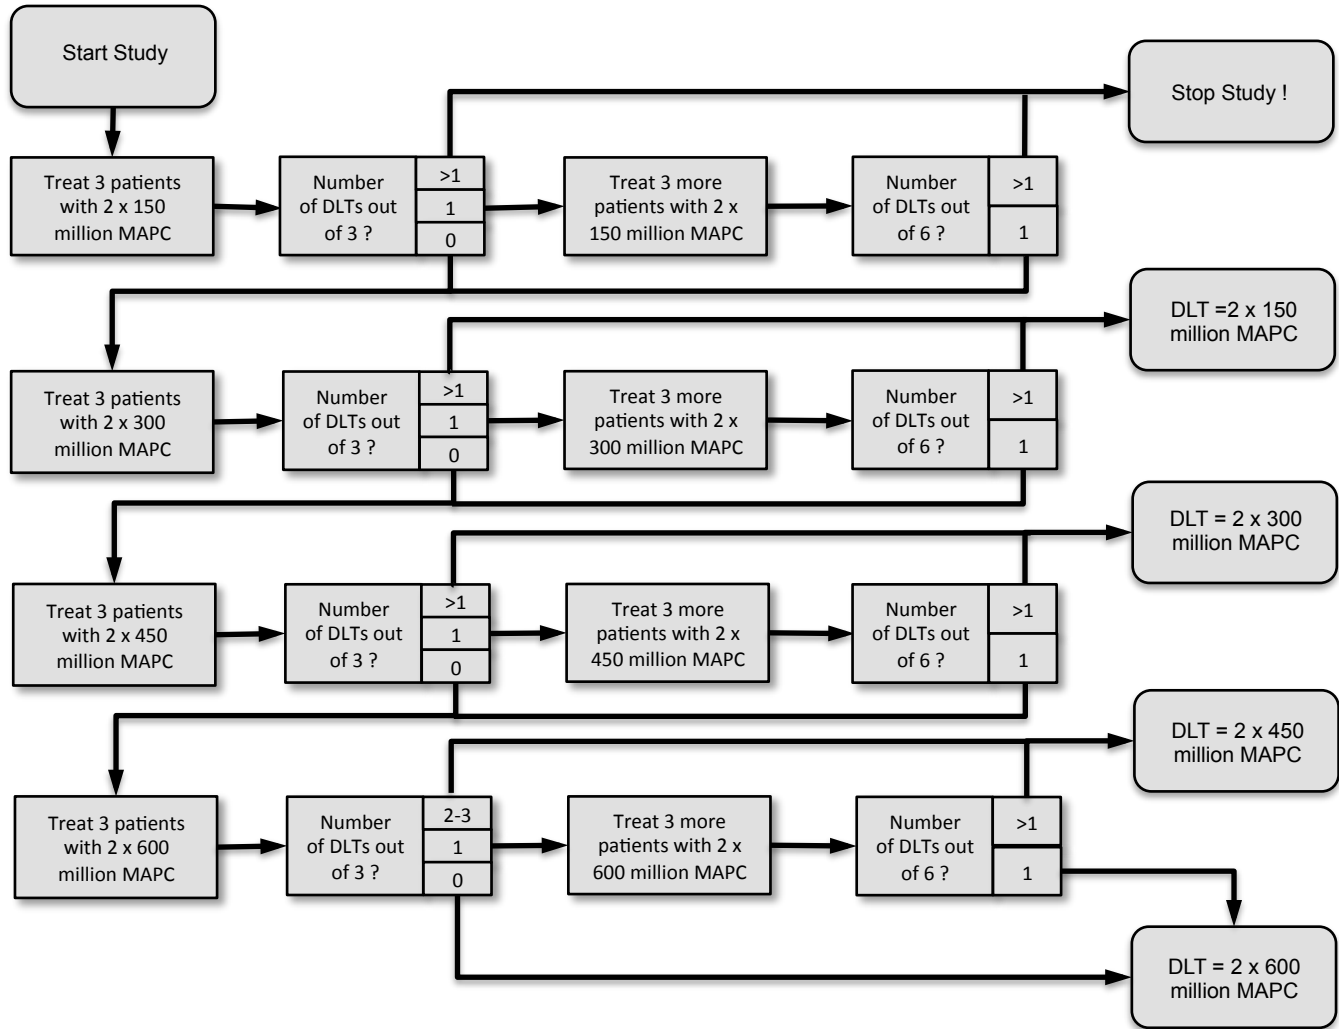 Start Study
Stop Study !
Treat 3 patients
with 2 x 150
million MAPC
Number
of DLTs out
of 3 ?
>1
1
0
Treat 3 more
patients with 2 x
150 million MAPC
Number
of DLTs out
of 6 ?
>1
1
DLT =2 x 150
million MAPC
Treat 3 patients
with 2 x 300
million MAPC
Number
of DLTs out
of 3 ?
>1
1
0
Treat 3 more
patients with 2 x
300 million MAPC
Number
of DLTs out
of 6 ?
>1
1
DLT = 2 x 300
million MAPC
Treat 3 patients
with 2 x 450
million MAPC
Number
of DLTs out
of 3 ?
>1
1
0
Treat 3 more
patients with 2 x
450 million MAPC
Number
of DLTs out
of 6 ?
>1
1
DLT = 2 x 450
million MAPC
Treat 3 patients
with 2 x 600
million MAPC
Number
of DLTs out
of 3 ?
2-3
1
0
Treat 3 more
patients with 2 x
600 million MAPC
Number
of DLTs out
of 6 ?
>1
1
DLT = 2 x 600
million MAPC